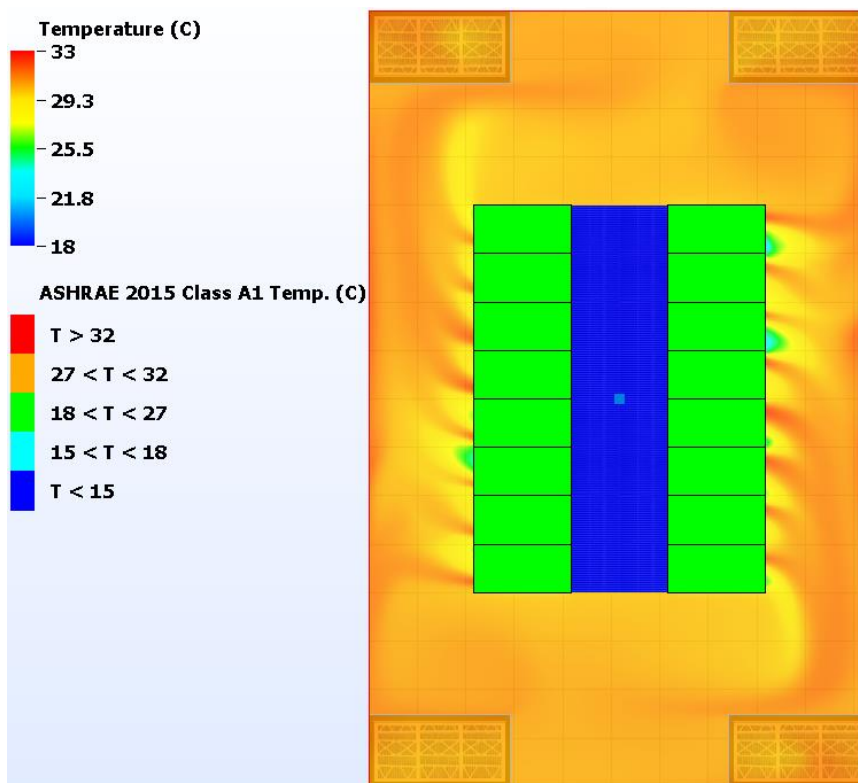 Temperature (C)
33
29.3
25.5
21.8
18
ASHRAE 2015 Class A1 Temp. (C)
T > 32
27 < T < 32
18 < T < 27
15 < T < 18
T < 15